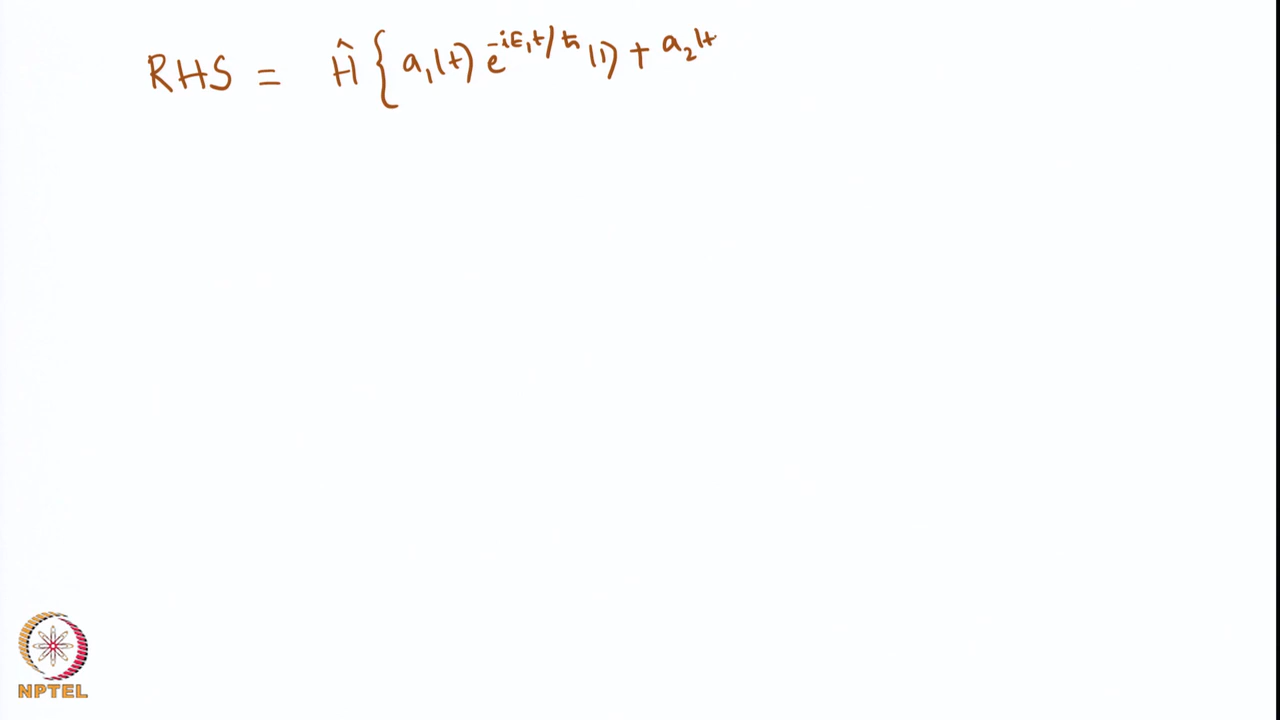 RHS = Ĥ { a₁(t) e^{-iE₁t/ħ} |1⟩ + a₂(t
NPTEL